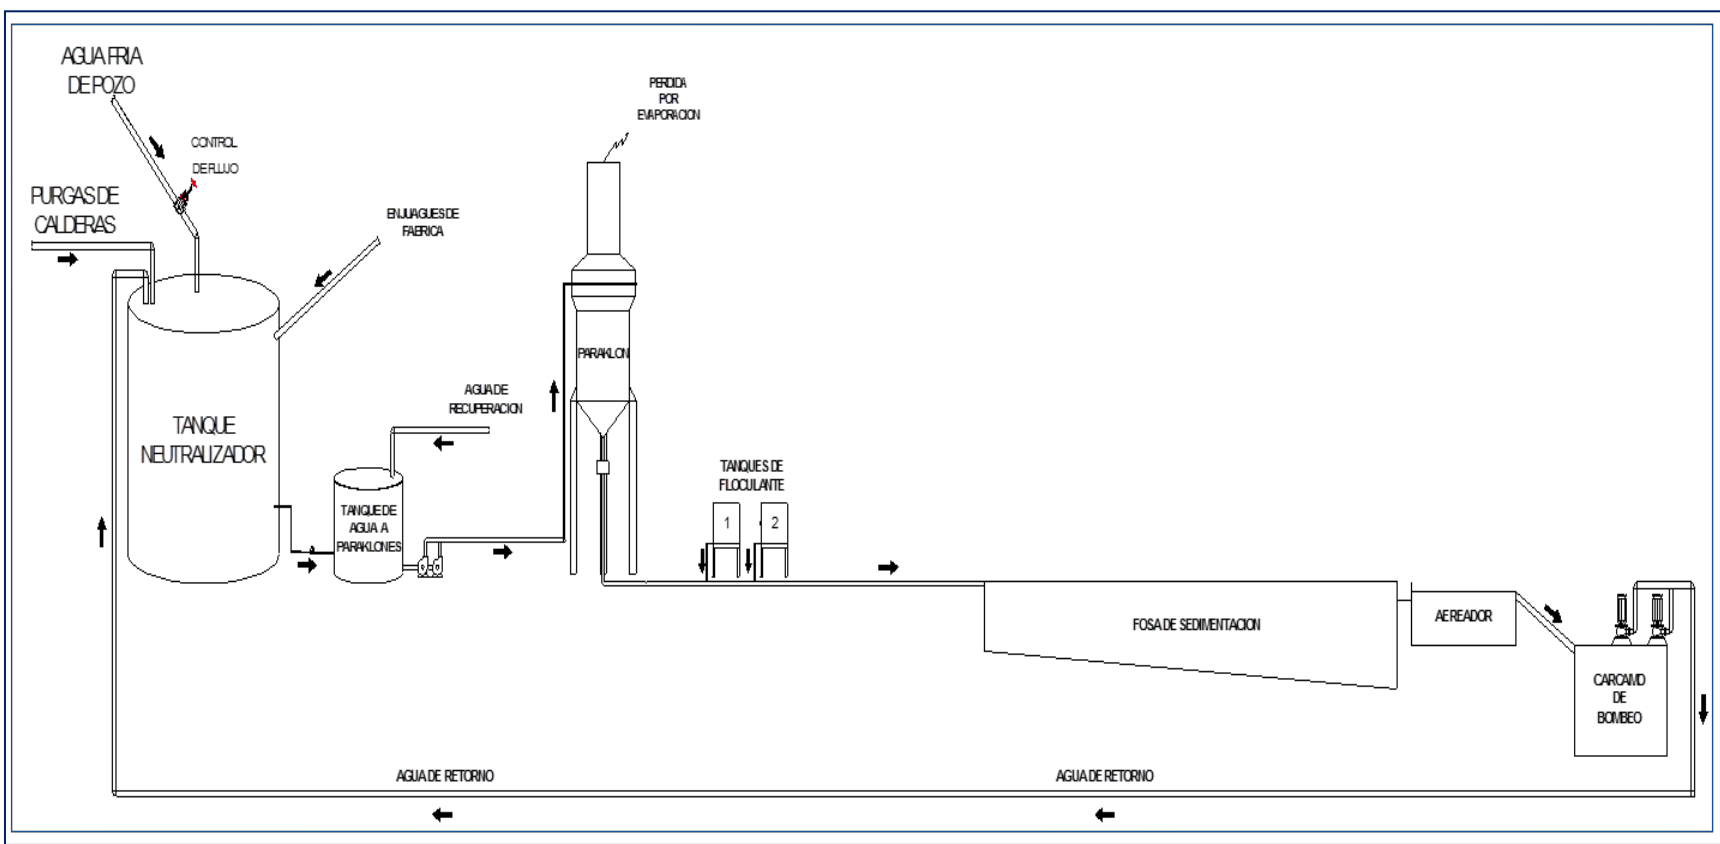 AGUA FRIA
DE POZO
CONTROL
DE FLUJO
PURGAS DE
CALDERAS
ENJUAGUES DE
FABRICA
PERDIDA
POR
EVAPORACION
PARAKLON
TANQUE
NEUTRALIZADOR
AGUA DE
RECUPERACION
TANQUE DE
AGUA A
PARAKLONES
TANQUES DE
FLOCULANTE
1
2
FOSA DE SEDIMENTACION
AEREADOR
CARCAMO
DE
BOMBEO
AGUA DE RETORNO
AGUA DE RETORNO